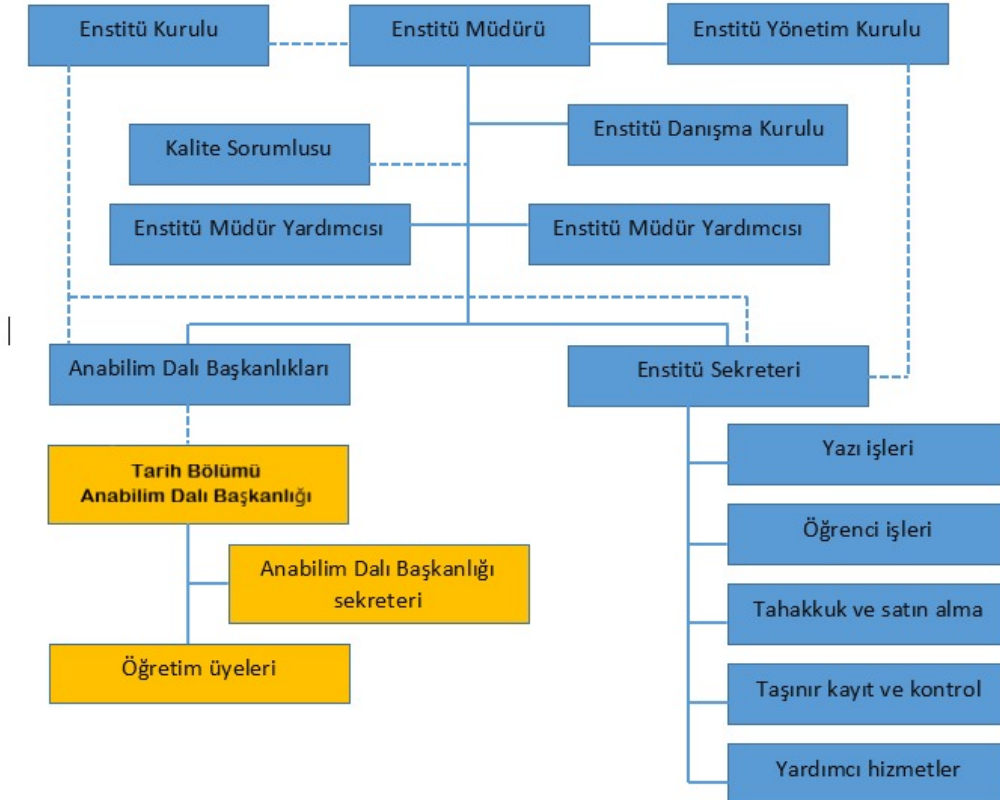 Enstitü Kurulu
Enstitü Müdürü
Enstitü Yönetim Kurulu
Enstitü Danışma Kurulu
Kalite Sorumlusu
Enstitü Müdür Yardımcısı
Enstitü Müdür Yardımcısı
Anabilim Dalı Başkanlıkları
Enstitü Sekreteri
Tarih Bölümü
Anabilim Dalı Başkanlığı
Anabilim Dalı Başkanlığı
sekreteri
Öğretim üyeleri
Yazı işleri
Öğrenci işleri
Tahakkuk ve satın alma
Taşınır kayıt ve kontrol
Yardımcı hizmetler